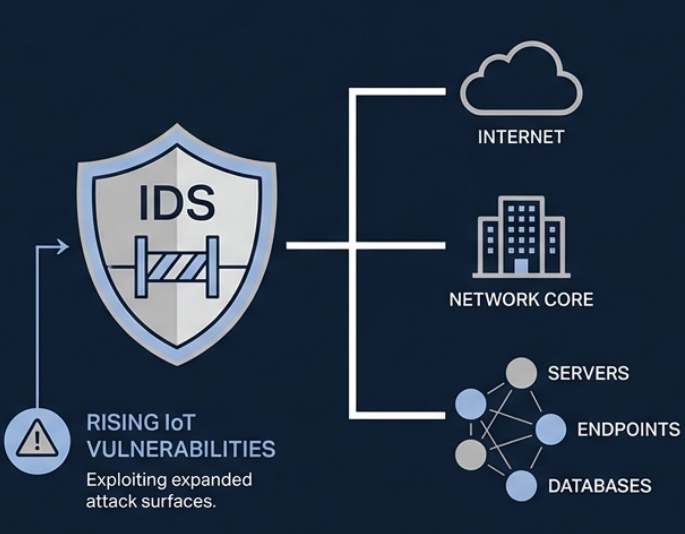 IDS
INTERNET
NETWORK CORE
SERVERS
ENDPOINTS
DATABASES
RISING IoT
VULNERABILITIES
Exploiting expanded
attack surfaces.